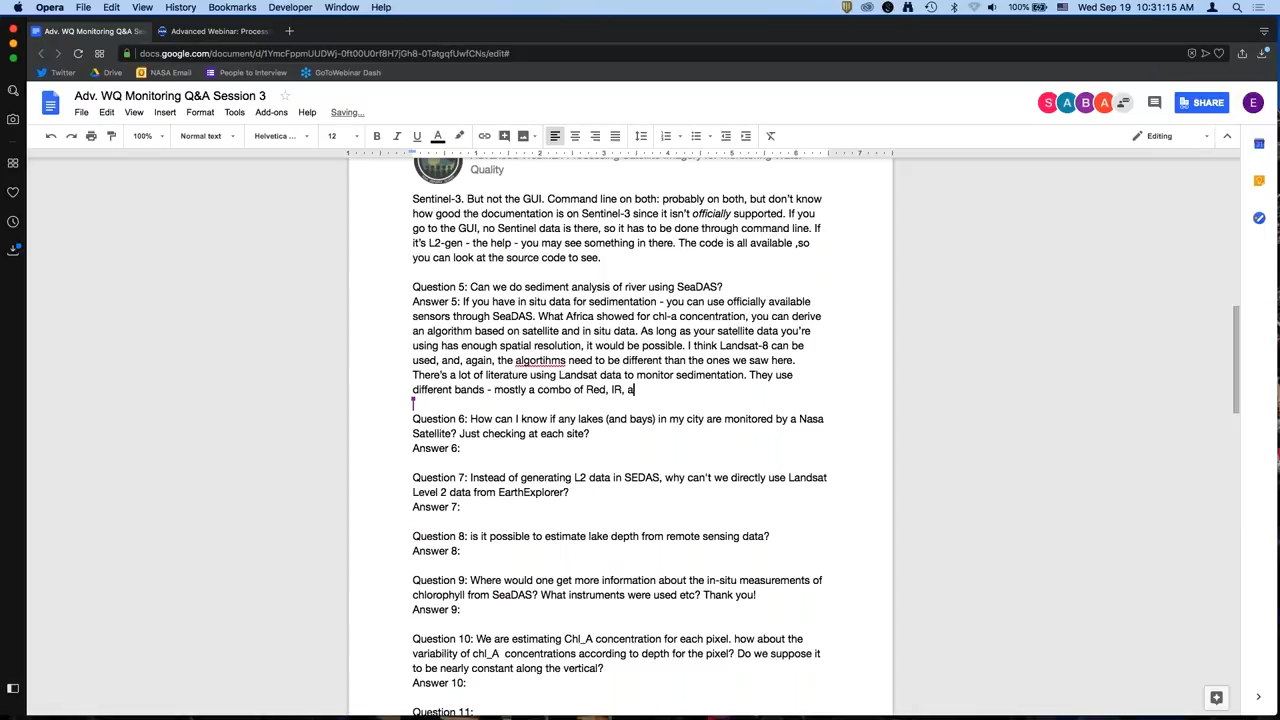 Opera File Edit View History Bookmarks Developer Window Help 100% Wed Sep 19 10:31:15 AM
Adv. WQ Monitoring Q&A Sessi Advanced Webinar: Process
docs.google.com/document/d/1YmcFppmUUDWj-0ft00U0rf8H7jGh8-0TatgqfUwfCNs/edit#
Twitter Drive NASA Email People to Interview GoToWebinar Dash
Adv. WQ Monitoring Q&A Session 3
File Edit View Insert Format Tools Add-ons Help Saving...
S A B A SHARE E
100% Normal text Helvetica ... 12 B I U A Editing
1 1 2 3 4 5 6 7
Quality
Sentinel-3. But not the GUI. Command line on both: probably on both, but don't know
how good the documentation is on Sentinel-3 since it isn't officially supported. If you
go to the GUI, no Sentinel data is there, so it has to be done through command line. If
it's L2-gen - the help - you may see something in there. The code is all available ,so
you can look at the source code to see.
Question 5: Can we do sediment analysis of river using SeaDAS?
Answer 5: If you have in situ data for sedimentation - you can use officially available
sensors through SeaDAS. What Africa showed for chl-a concentration, you can derive
an algorithm based on satellite and in situ data. As long as your satellite data you're
using has enough spatial resolution, it would be possible. I think Landsat-8 can be
used, and, again, the algortihms need to be different than the ones we saw here.
There's a lot of literature using Landsat data to monitor sedimentation. They use
different bands - mostly a combo of Red, IR, a
Question 6: How can I know if any lakes (and bays) in my city are monitored by a Nasa
Satellite? Just checking at each site?
Answer 6:
Question 7: Instead of generating L2 data in SEDAS, why can't we directly use Landsat
Level 2 data from EarthExplorer?
Answer 7:
Question 8: is it possible to estimate lake depth from remote sensing data?
Answer 8:
Question 9: Where would one get more information about the in-situ measurements of
chlorophyll from SeaDAS? What instruments were used etc? Thank you!
Answer 9:
Question 10: We are estimating Chl_A concentration for each pixel. how about the
variability of chl_A concentrations according to depth for the pixel? Do we suppose it
to be nearly constant along the vertical?
Answer 10:
Question 11: